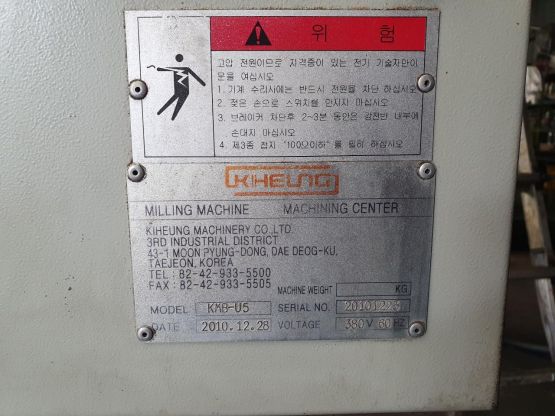 위 험
고압 전원이므로 자격증이 있는 전기 기술자만이
문을 여십시오
1. 기계 수리시에는 반드시 전원을 차단 하십시오
2. 젖은 손으로 스위치를 만지지 마십시오
3. 브레이커 차단후 2~3분 동안은 감전반 내부에
손대지 마십시오
4. 제3종 접지 "100Ω이하"를 필히 하십시오
KIHEUNG
MILLING MACHINE MACHINING CENTER
KIHEUNG MACHINERY CO.,LTD.
3RD INDUSTRIAL DISTRICT
43-1 MOON PYUNG-DONG, DAE DEOG-KU,
TAEJEON, KOREA
TEL : 82-42-933-5500
FAX : 82-42-933-5505
MACHINE WEIGHT KG
MODEL KMB-U5 SERIAL NO.
DATE 2010.12.28 VOLTAGE 380 V 60 HZ